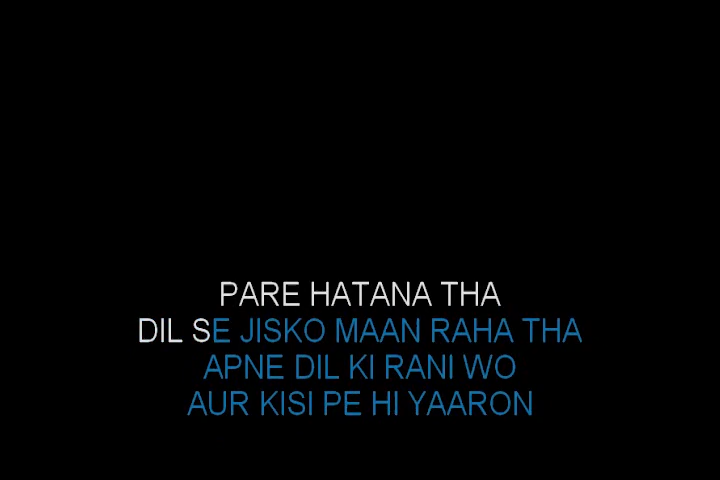 PARE HATANA THA
DIL SE JISKO MAAN RAHA THA
APNE DIL KI RANI WO
AUR KISI PE HI YAARON